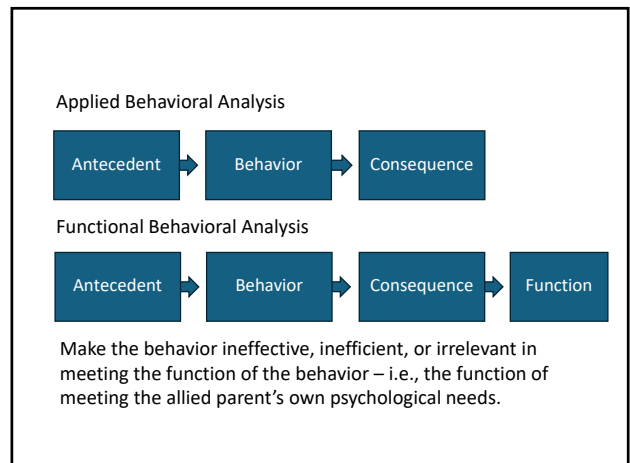 Applied Behavioral Analysis
Antecedent Behavior Consequence
Functional Behavioral Analysis
Antecedent Behavior Consequence Function
Make the behavior ineffective, inefficient, or irrelevant in
meeting the function of the behavior – i.e., the function of
meeting the allied parent’s own psychological needs.